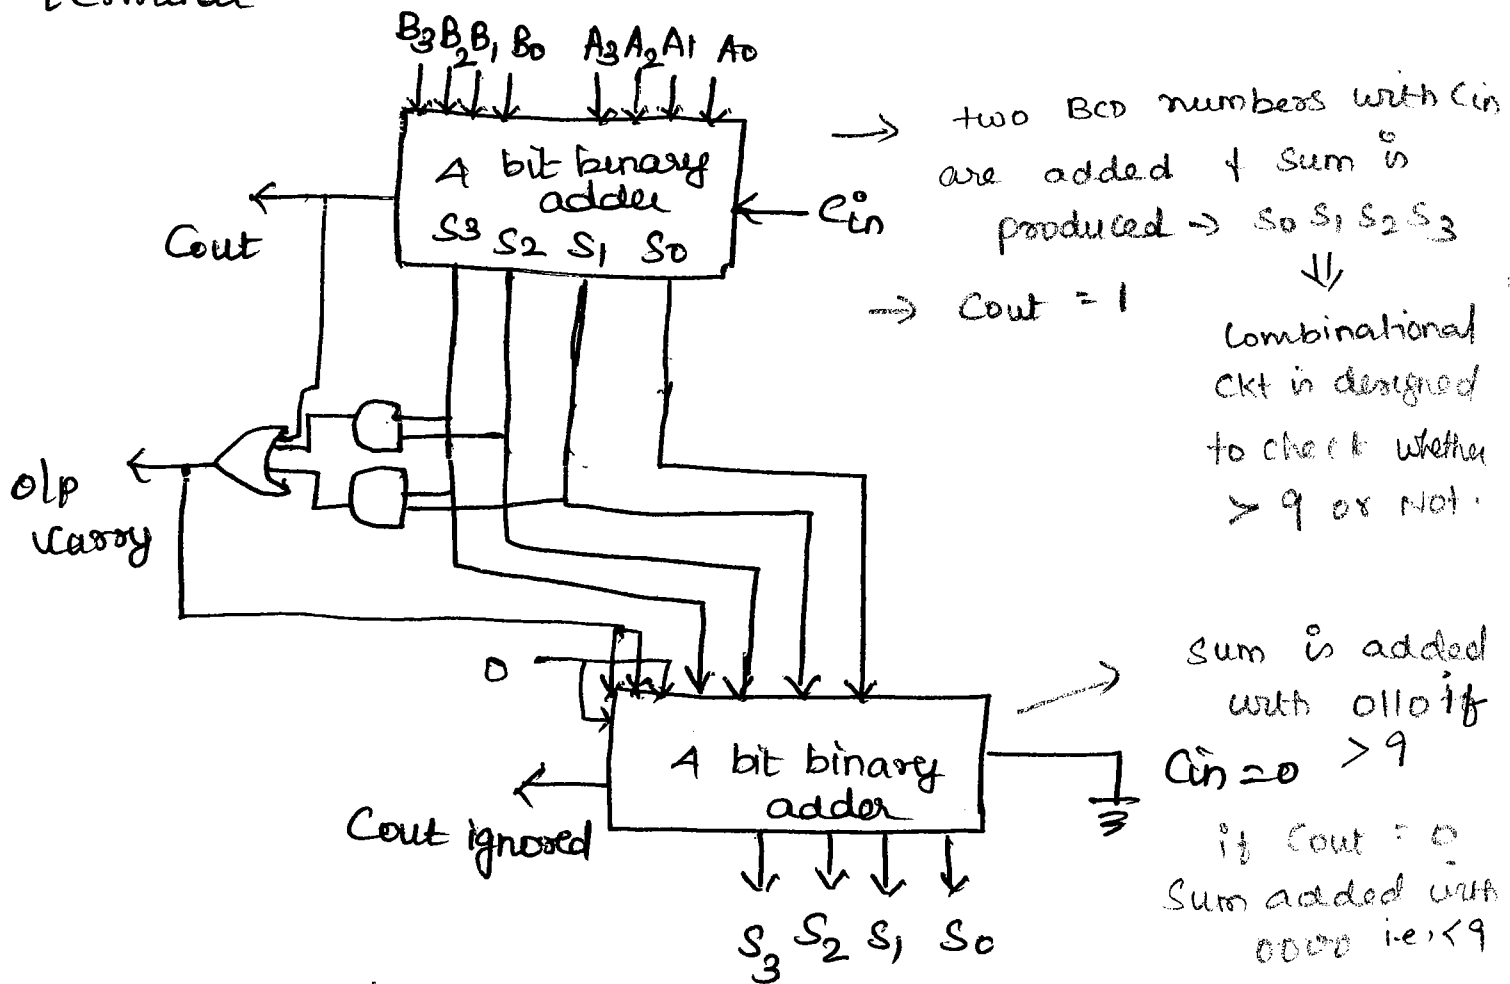 B3 B2 B1 B0 A3 A2 A1 A0
4 bit binary
adder
S3 S2 S1 S0
Cin
Cout
→ two BCD numbers with Cin
are added & sum is
produced → S0 S1 S2 S3
⇓
→ Cout = 1
Combinational
ckt is designed
to check whether
> 9 or Not.
o/p
carry
0
4 bit binary
adder
Cout ignored
S3 S2 S1 S0
sum is added
with 0110 if
> 9
Cin = 0
if Cout = 0
Sum added with
0000 i.e., < 9